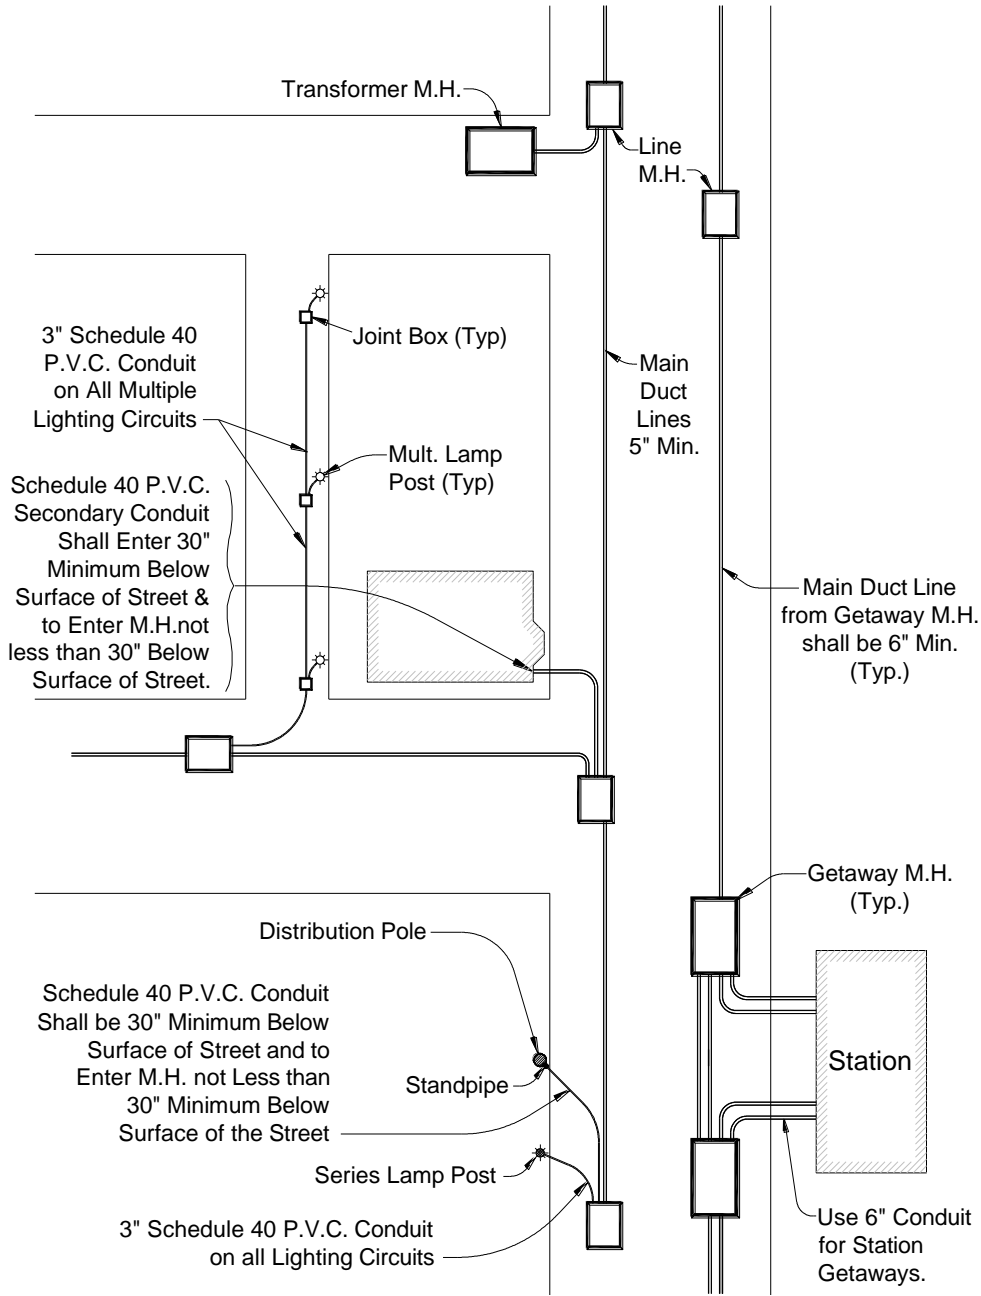 Transformer M.H.
Line
M.H.
3" Schedule 40
P.V.C. Conduit
on All Multiple
Lighting Circuits
Joint Box (Typ)
Main
Duct
Lines
5" Min.
Mult. Lamp
Post (Typ)
Schedule 40 P.V.C.
Secondary Conduit
Shall Enter 30"
Minimum Below
Surface of Street &
to Enter M.H.not
less than 30" Below
Surface of Street.
Main Duct Line
from Getaway M.H.
shall be 6" Min.
(Typ.)
Getaway M.H.
(Typ.)
Distribution Pole
Schedule 40 P.V.C. Conduit
Shall be 30" Minimum Below
Surface of Street and to
Enter M.H. not Less than
30" Minimum Below
Surface of the Street
Standpipe
Station
Series Lamp Post
3" Schedule 40 P.V.C. Conduit
on all Lighting Circuits
Use 6" Conduit
for Station
Getaways.